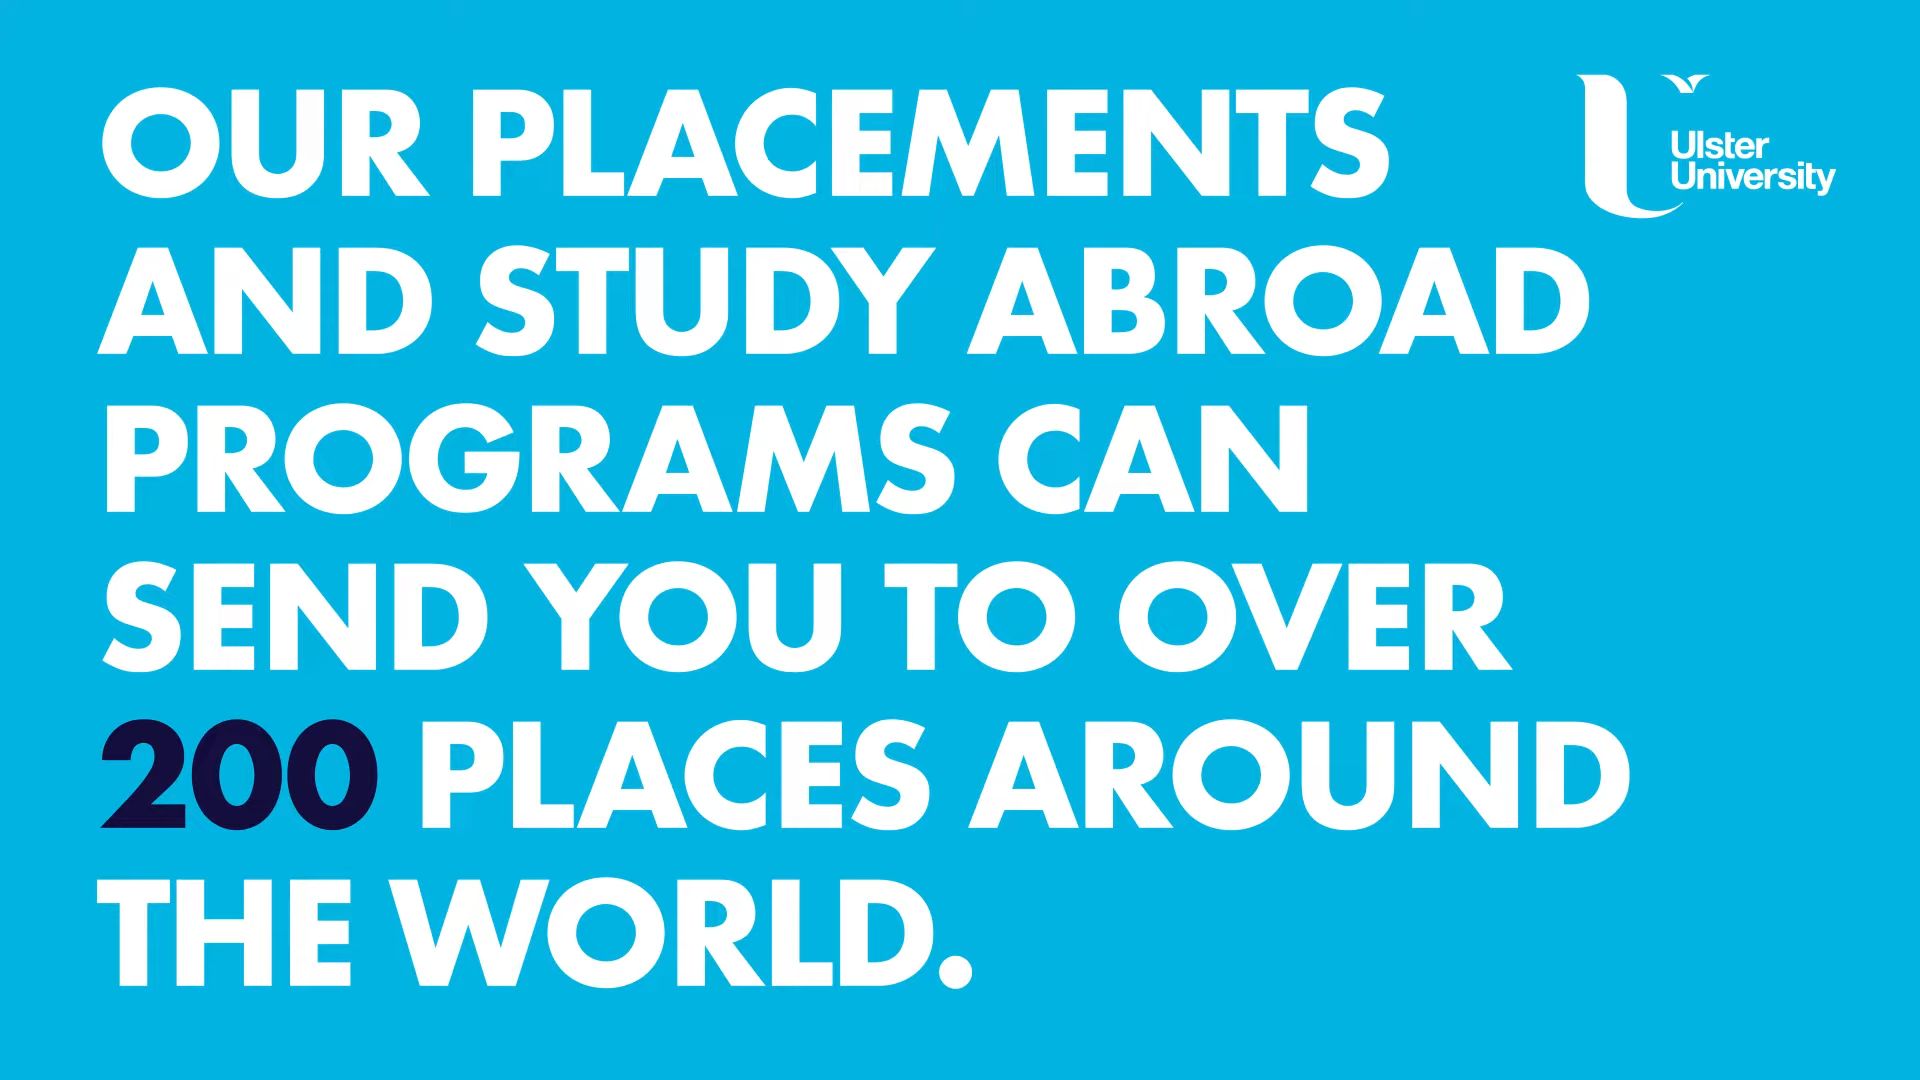 OUR PLACEMENTS
AND STUDY ABROAD
PROGRAMS CAN
SEND YOU TO OVER
200 PLACES AROUND
THE WORLD.
Ulster
University